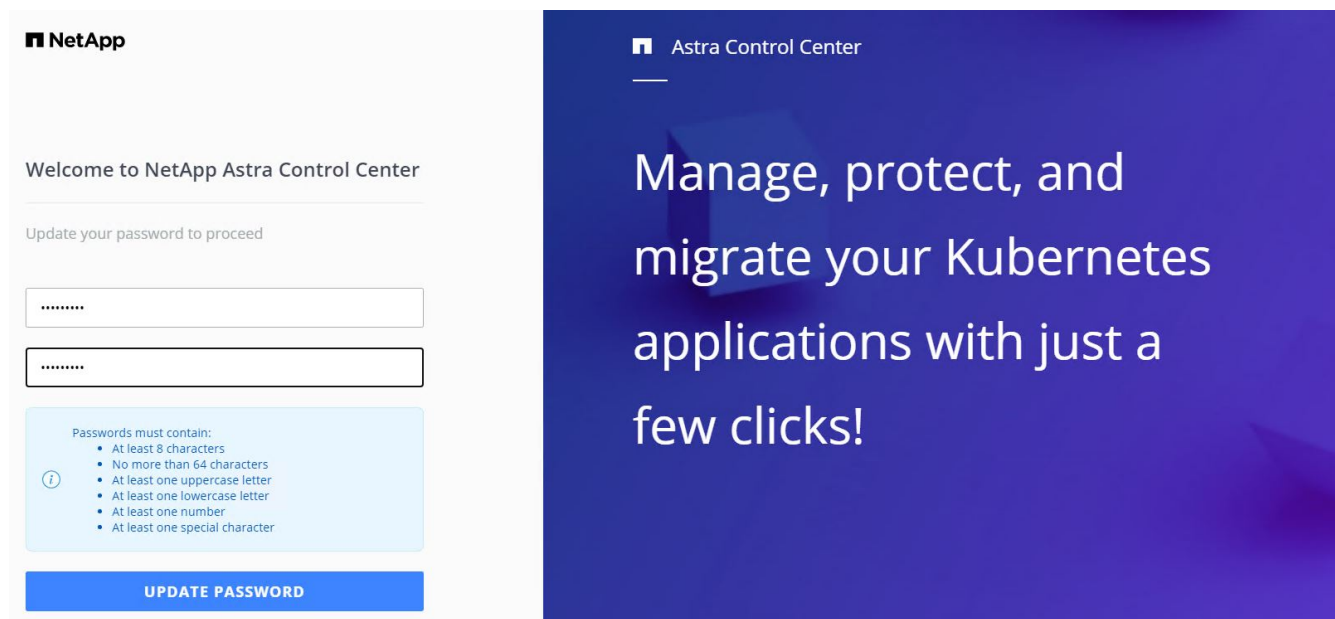 NetApp
Welcome to NetApp Astra Control Center
Update your password to proceed
•••••••••
•••••••••
Passwords must contain:
• At least 8 characters
• No more than 64 characters
• At least one uppercase letter
• At least one lowercase letter
• At least one number
• At least one special character
UPDATE PASSWORD
Astra Control Center
Manage, protect, and
migrate your Kubernetes
applications with just a
few clicks!